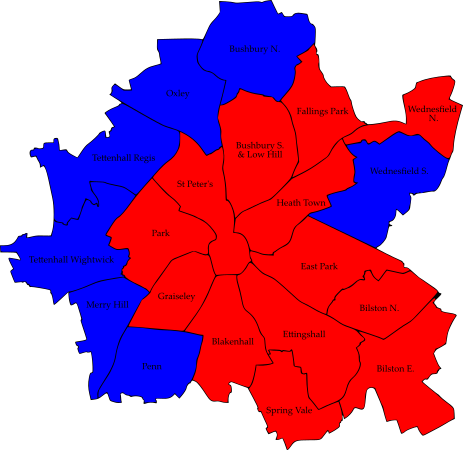 Bushbury N.
Oxley
Fallings Park
Wednesfield
N.
Bushbury S.
& Low Hill
Tettenhall Regis
Wednesfield S.
St Peter's
Heath Town
Park
Tettenhall Wightwick
East Park
Merry Hill
Graiseley
Bilston N.
Ettingshall
Blakenhall
Penn
Bilston E.
Spring Vale